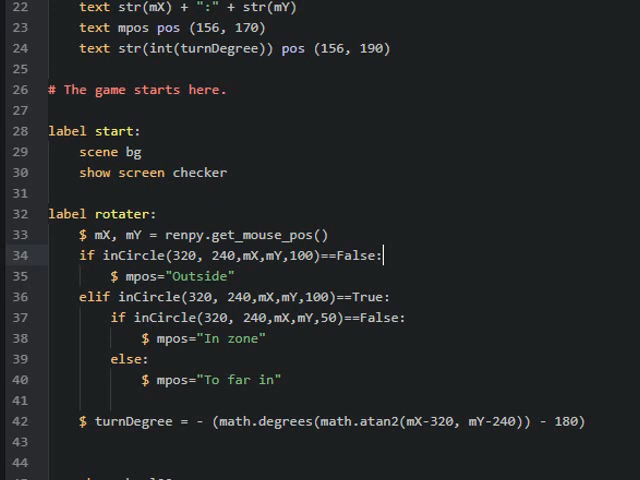 22 text str(mX) + ":" + str(mY)
23 text mpos pos (156, 170)
24 text str(int(turnDegree)) pos (156, 190)
25
26 # The game starts here.
27
28 label start:
29 scene bg
30 show screen checker
31
32 label rotater:
33 $ mX, mY = renpy.get_mouse_pos()
34 if inCircle(320, 240,mX,mY,100)==False:
35 $ mpos="Outside"
36 elif inCircle(320, 240,mX,mY,100)==True:
37 if inCircle(320, 240,mX,mY,50)==False:
38 $ mpos="In zone"
39 else:
40 $ mpos="To far in"
41
42 $ turnDegree = - (math.degrees(math.atan2(mX-320, mY-240)) - 180)
43
44